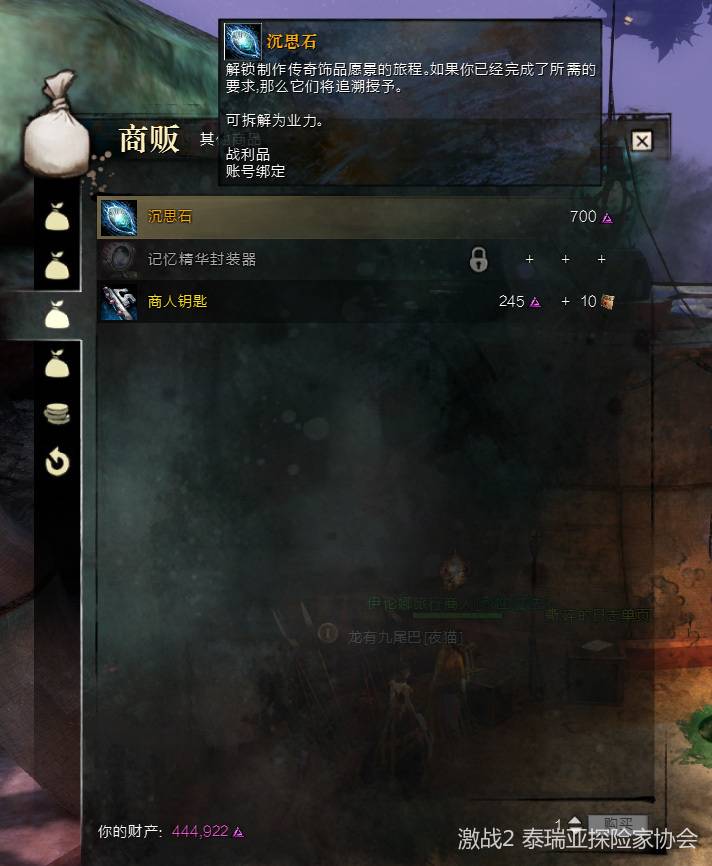 沉思石
解锁制作传奇饰品愿景的旅程。如果你已经完成了所需的
要求，那么它们将追溯授予。
可拆解为业力。
战利品
账号绑定
商贩
沉思石 700
记忆精华封装器 + + +
商人钥匙 245 + 10
龙有九尾巴[夜猫]
你的财产： 444,922
1 购买
激战2 泰瑞亚探险家协会